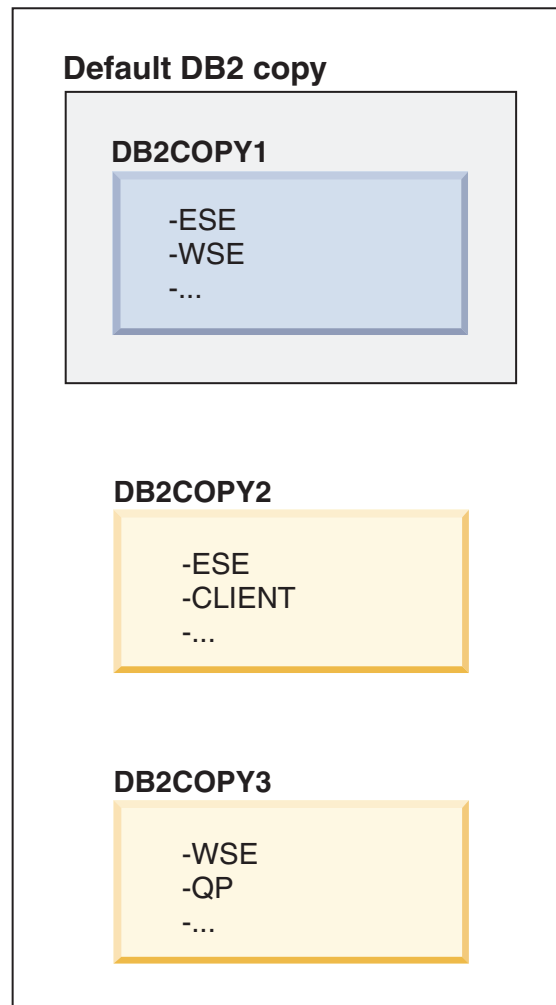 Default DB2 copy
DB2COPY1
-ESE
-WSE
-...
DB2COPY2
-ESE
-CLIENT
-...
DB2COPY3
-WSE
-QP
-...